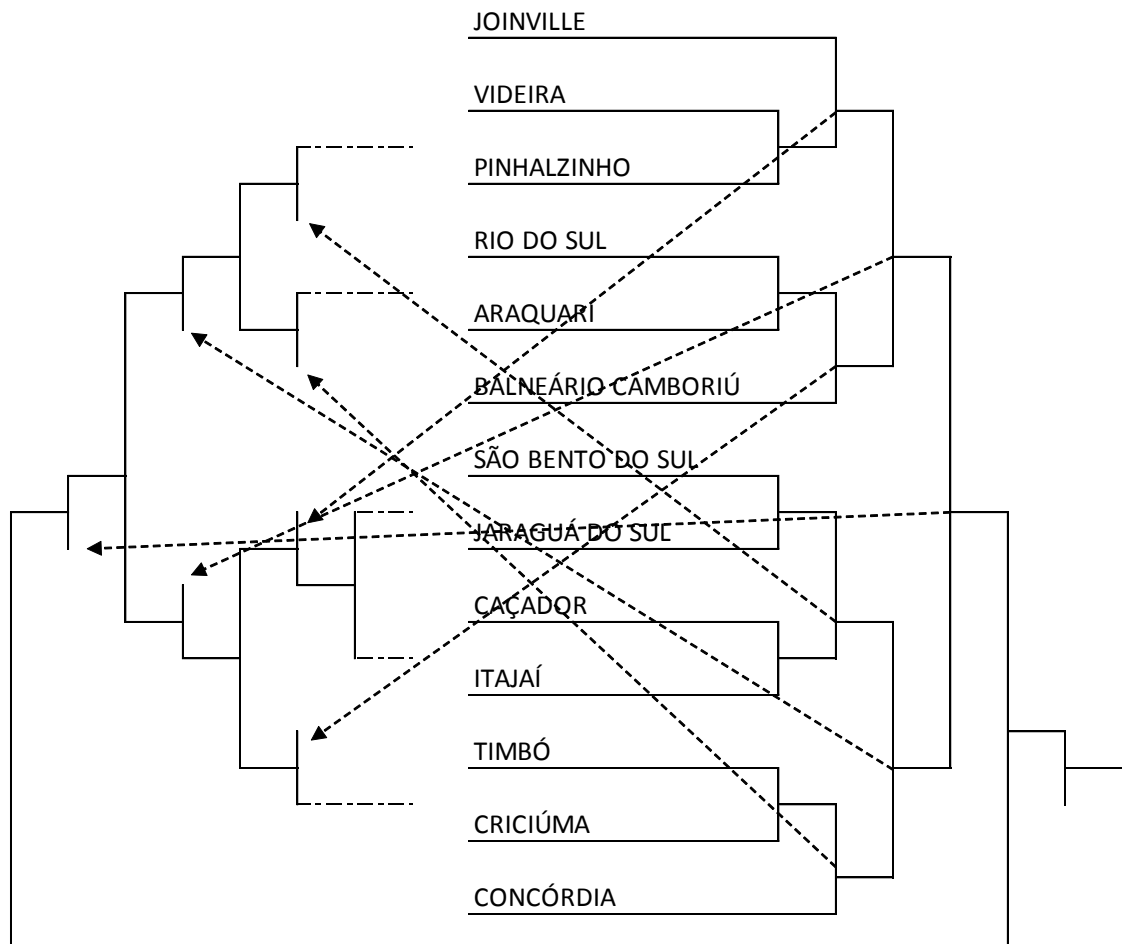 JOINVILLE
VIDEIRA
PINHALZINHO
RIO DO SUL
ARAQUARI
BALNEÁRIO CAMBORIÚ
SÃO BENTO DO SUL
JARAGUÁ DO SUL
CAÇADOR
ITAJAÍ
TIMBÓ
CRICIÚMA
CONCÓRDIA